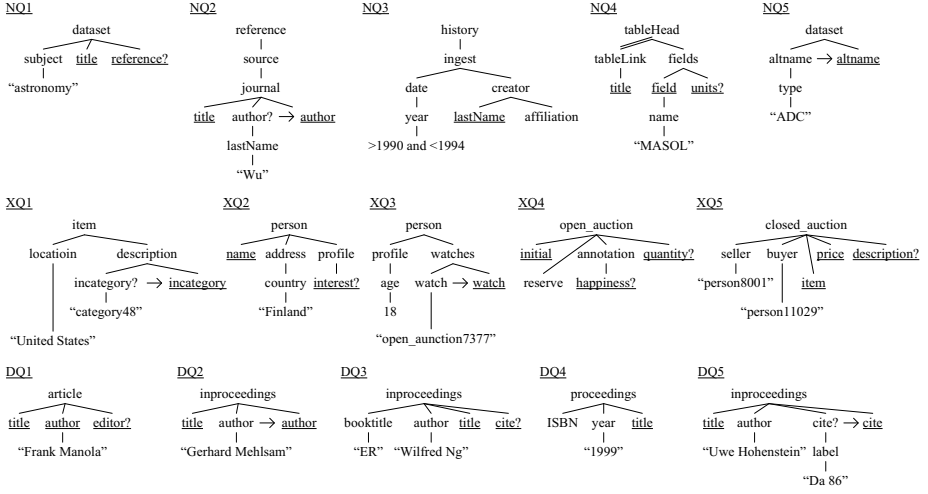 NQ1 NQ2 NQ3 NQ4 NQ5
dataset reference history tableHead dataset
subject title reference? source ingest tableLink fields altname → altname
"astronomy" journal date creator title field units? type
title author? → author year lastName affiliation name "ADC"
lastName >1990 and <1994 "MASOL"
"Wu"
XQ1 XQ2 XQ3 XQ4 XQ5
item person person open_auction closed_auction
locatioin description name address profile profile watches initial annotation quantity? seller buyer price description?
incategory? → incategory country interest? age watch → watch reserve happiness? "person8001" item
"category48" "Finland" 18 "person11029"
"United States" "open_aunction7377"
DQ1 DQ2 DQ3 DQ4 DQ5
article inproceedings inproceedings proceedings inproceedings
title author editor? title author → author booktitle author title cite? ISBN year title title author cite? → cite
"Frank Manola" "Gerhard Mehlsam" "ER" "Wilfred Ng" "1999" "Uwe Hohenstein" label
"Da 86"